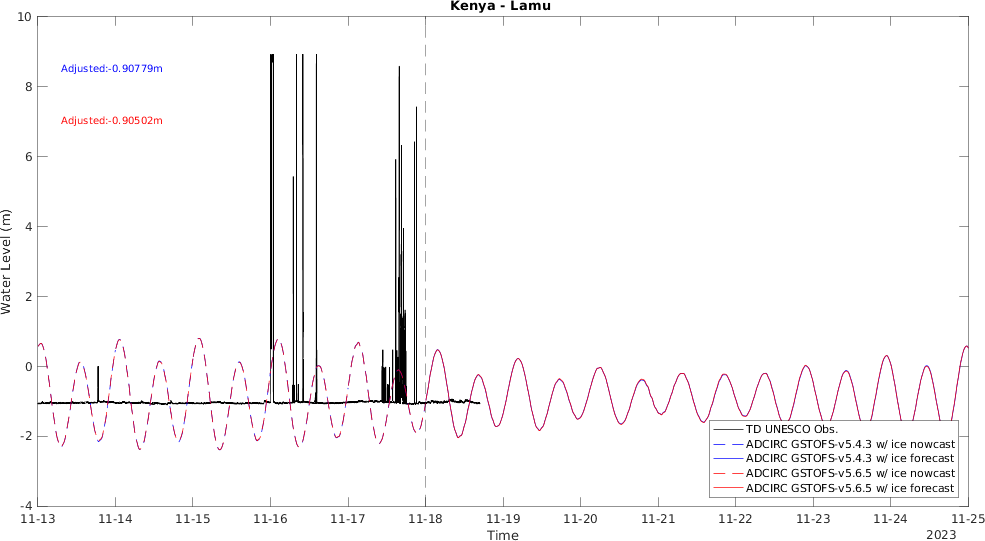 Kenya - Lamu
10
8
6
4
2
0
-2
-4
Water Level (m)
Adjusted:-0.90779m
Adjusted:-0.90502m
TD UNESCO Obs.
ADCIRC GSTOFS-v5.4.3 w/ ice nowcast
ADCIRC GSTOFS-v5.4.3 w/ ice forecast
ADCIRC GSTOFS-v5.6.5 w/ ice nowcast
ADCIRC GSTOFS-v5.6.5 w/ ice forecast
11-13 11-14 11-15 11-16 11-17 11-18 11-19 11-20 11-21 11-22 11-23 11-24 11-25
Time
2023